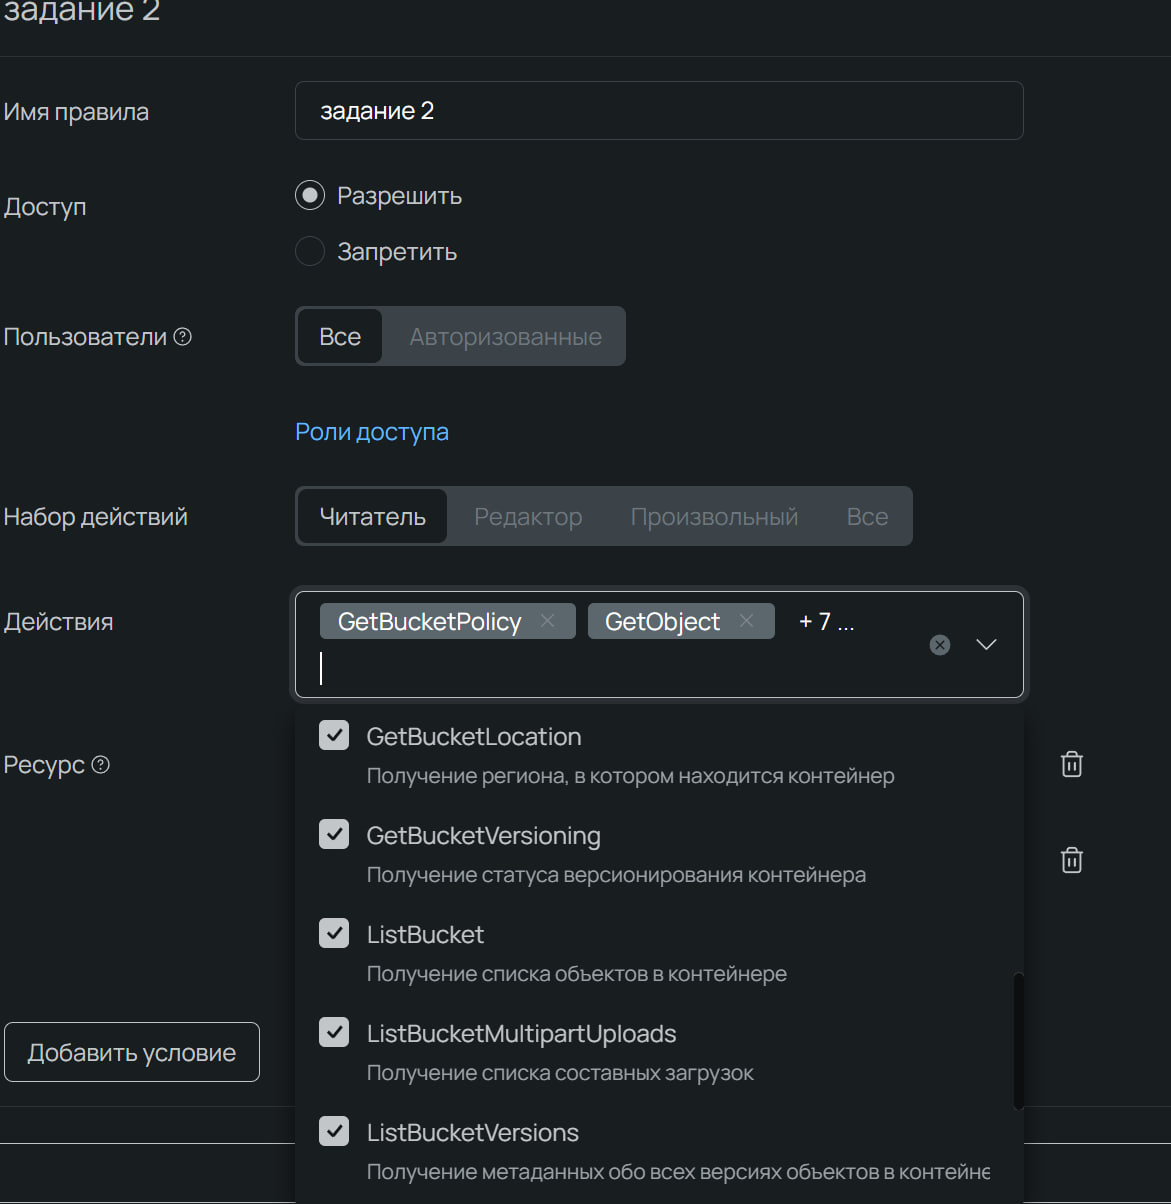 задание 2
Имя правила
задание 2
Доступ
Разрешить
Запретить
Пользователи
Все Авторизованные
Роли доступа
Набор действий
Читатель Редактор Произвольный Все
Действия
GetBucketPolicy GetObject + 7 ...
Ресурс
GetBucketLocation
Получение региона, в котором находится контейнер
GetBucketVersioning
Получение статуса версионирования контейнера
ListBucket
Получение списка объектов в контейнере
ListBucketMultipartUploads
Получение списка составных загрузок
ListBucketVersions
Получение метаданных обо всех версиях объектов в контейне
Добавить условие